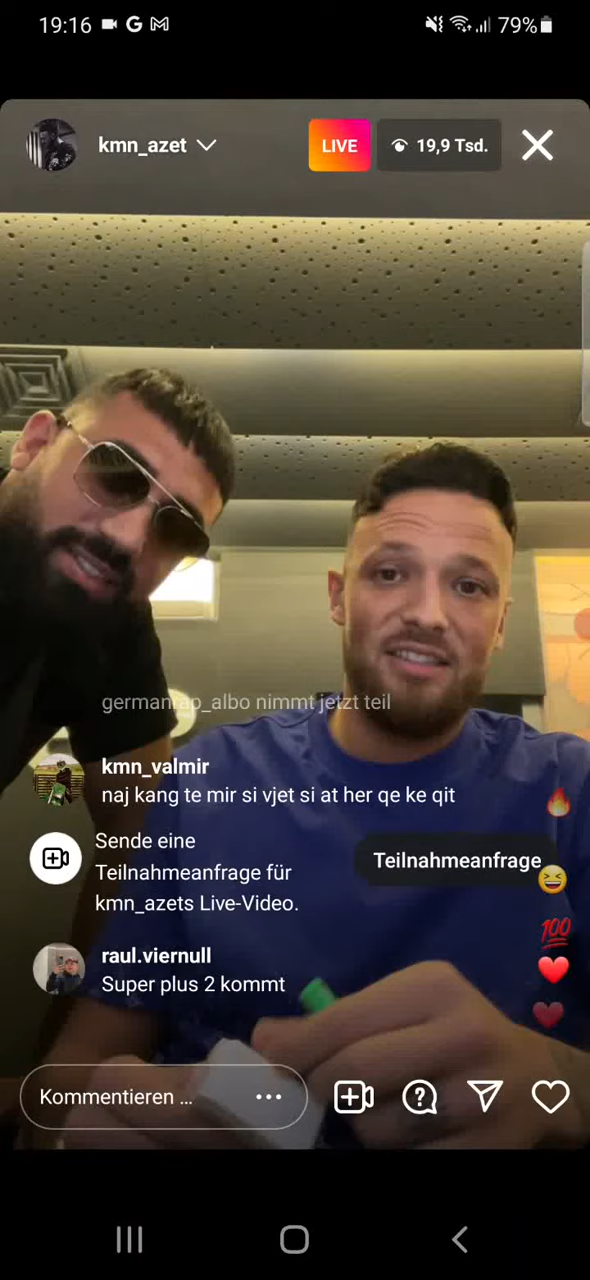 19:16 G 79%
kmn_azet LIVE 19,9 Tsd.
germanrap_albo nimmt jetzt teil
kmn_valmir
naj kang te mir si vjet si at her qe ke qit
Sende eine
Teilnahmeanfrage für
kmn_azets Live-Video.
Teilnahmeanfrage
raul.viernull
Super plus 2 kommt
100
Kommentieren ...